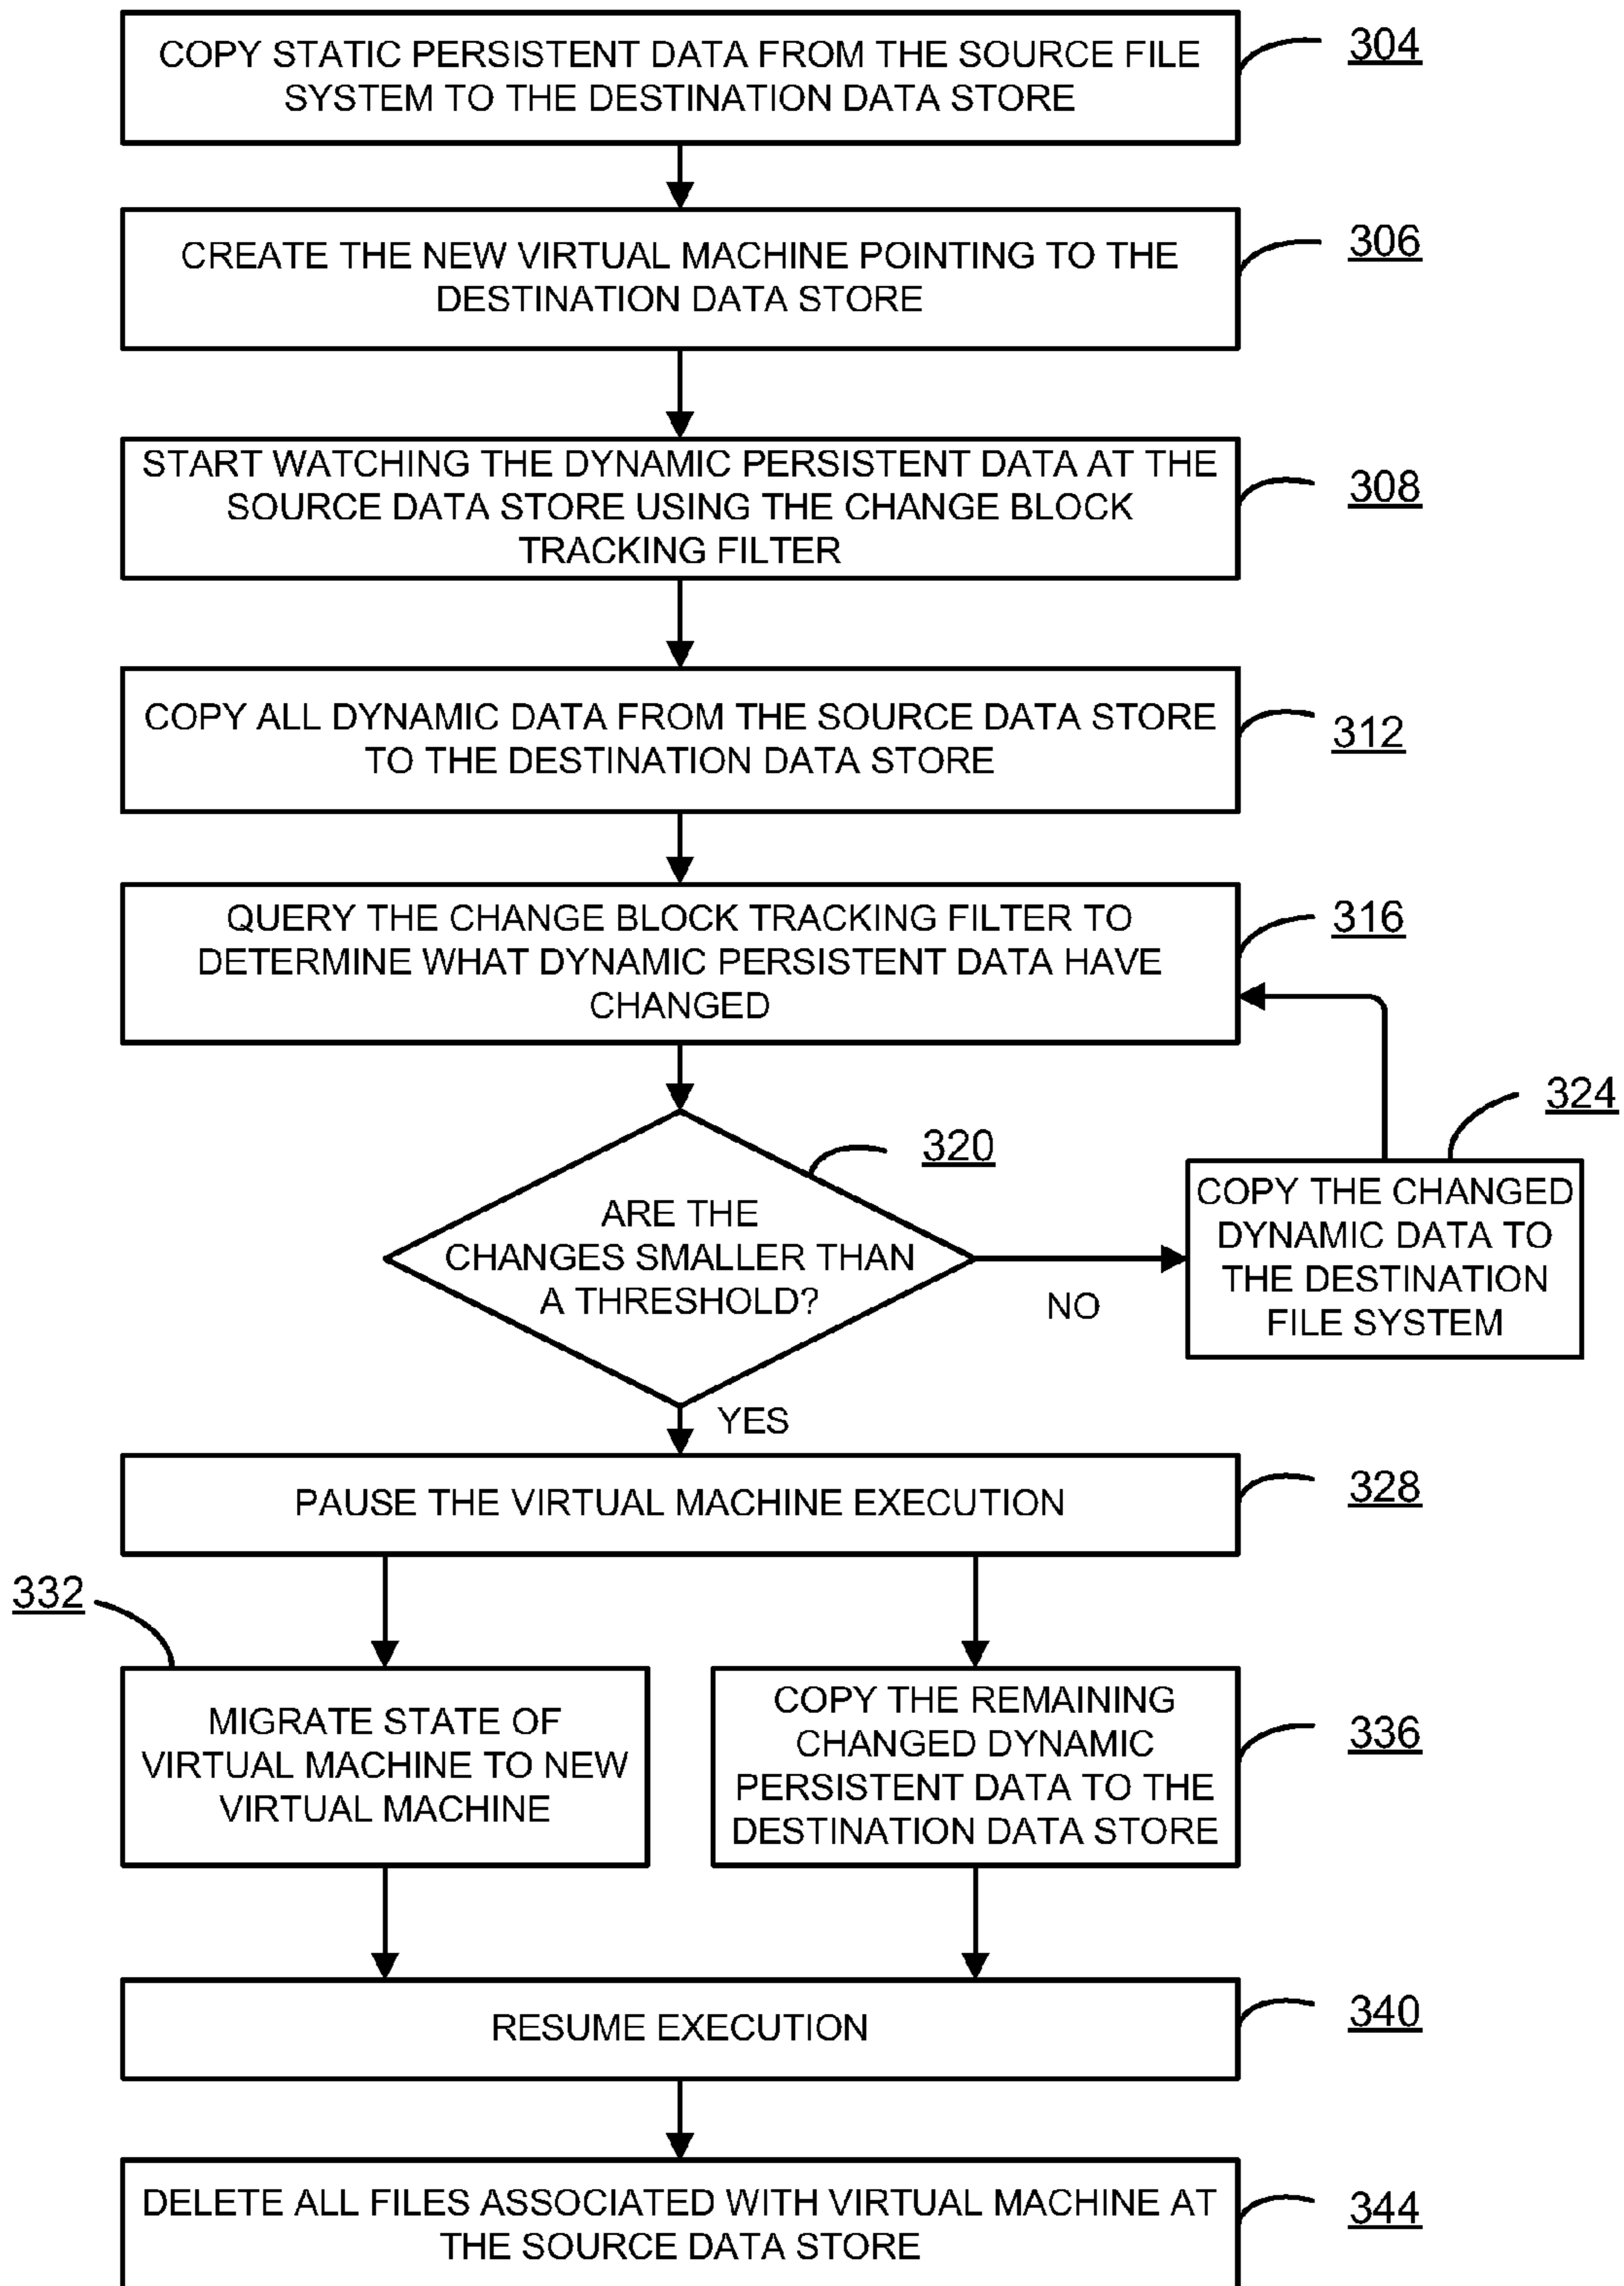 COPY STATIC PERSISTENT DATA FROM THE SOURCE FILE
SYSTEM TO THE DESTINATION DATA STORE
304
CREATE THE NEW VIRTUAL MACHINE POINTING TO THE
DESTINATION DATA STORE
306
START WATCHING THE DYNAMIC PERSISTENT DATA AT THE
SOURCE DATA STORE USING THE CHANGE BLOCK
TRACKING FILTER
308
COPY ALL DYNAMIC DATA FROM THE SOURCE DATA STORE
TO THE DESTINATION DATA STORE
312
QUERY THE CHANGE BLOCK TRACKING FILTER TO
DETERMINE WHAT DYNAMIC PERSISTENT DATA HAVE
CHANGED
316
320
ARE THE
CHANGES SMALLER THAN
A THRESHOLD?
NO
324
COPY THE CHANGED
DYNAMIC DATA TO
THE DESTINATION
FILE SYSTEM
YES
PAUSE THE VIRTUAL MACHINE EXECUTION
328
332
MIGRATE STATE OF
VIRTUAL MACHINE TO NEW
VIRTUAL MACHINE
COPY THE REMAINING
CHANGED DYNAMIC
PERSISTENT DATA TO THE
DESTINATION DATA STORE
336
RESUME EXECUTION
340
DELETE ALL FILES ASSOCIATED WITH VIRTUAL MACHINE AT
THE SOURCE DATA STORE
344